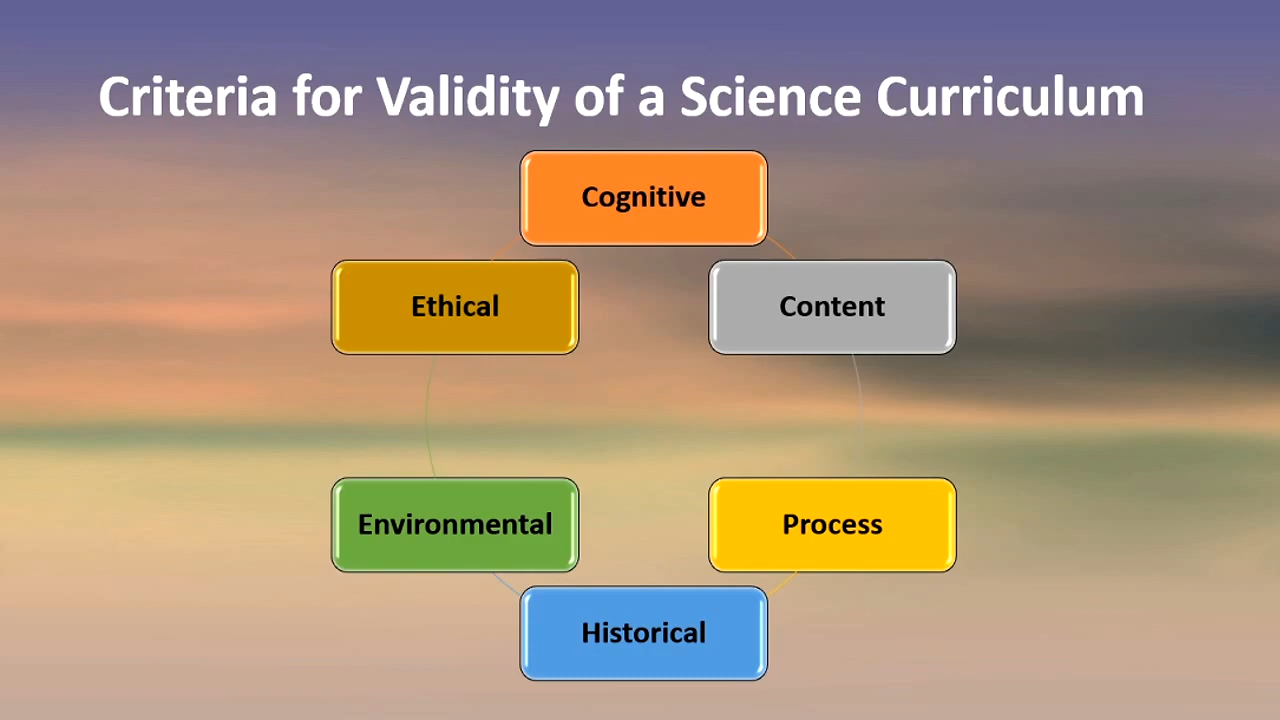 Criteria for Validity of a Science Curriculum
Cognitive
Ethical
Content
Environmental
Process
Historical